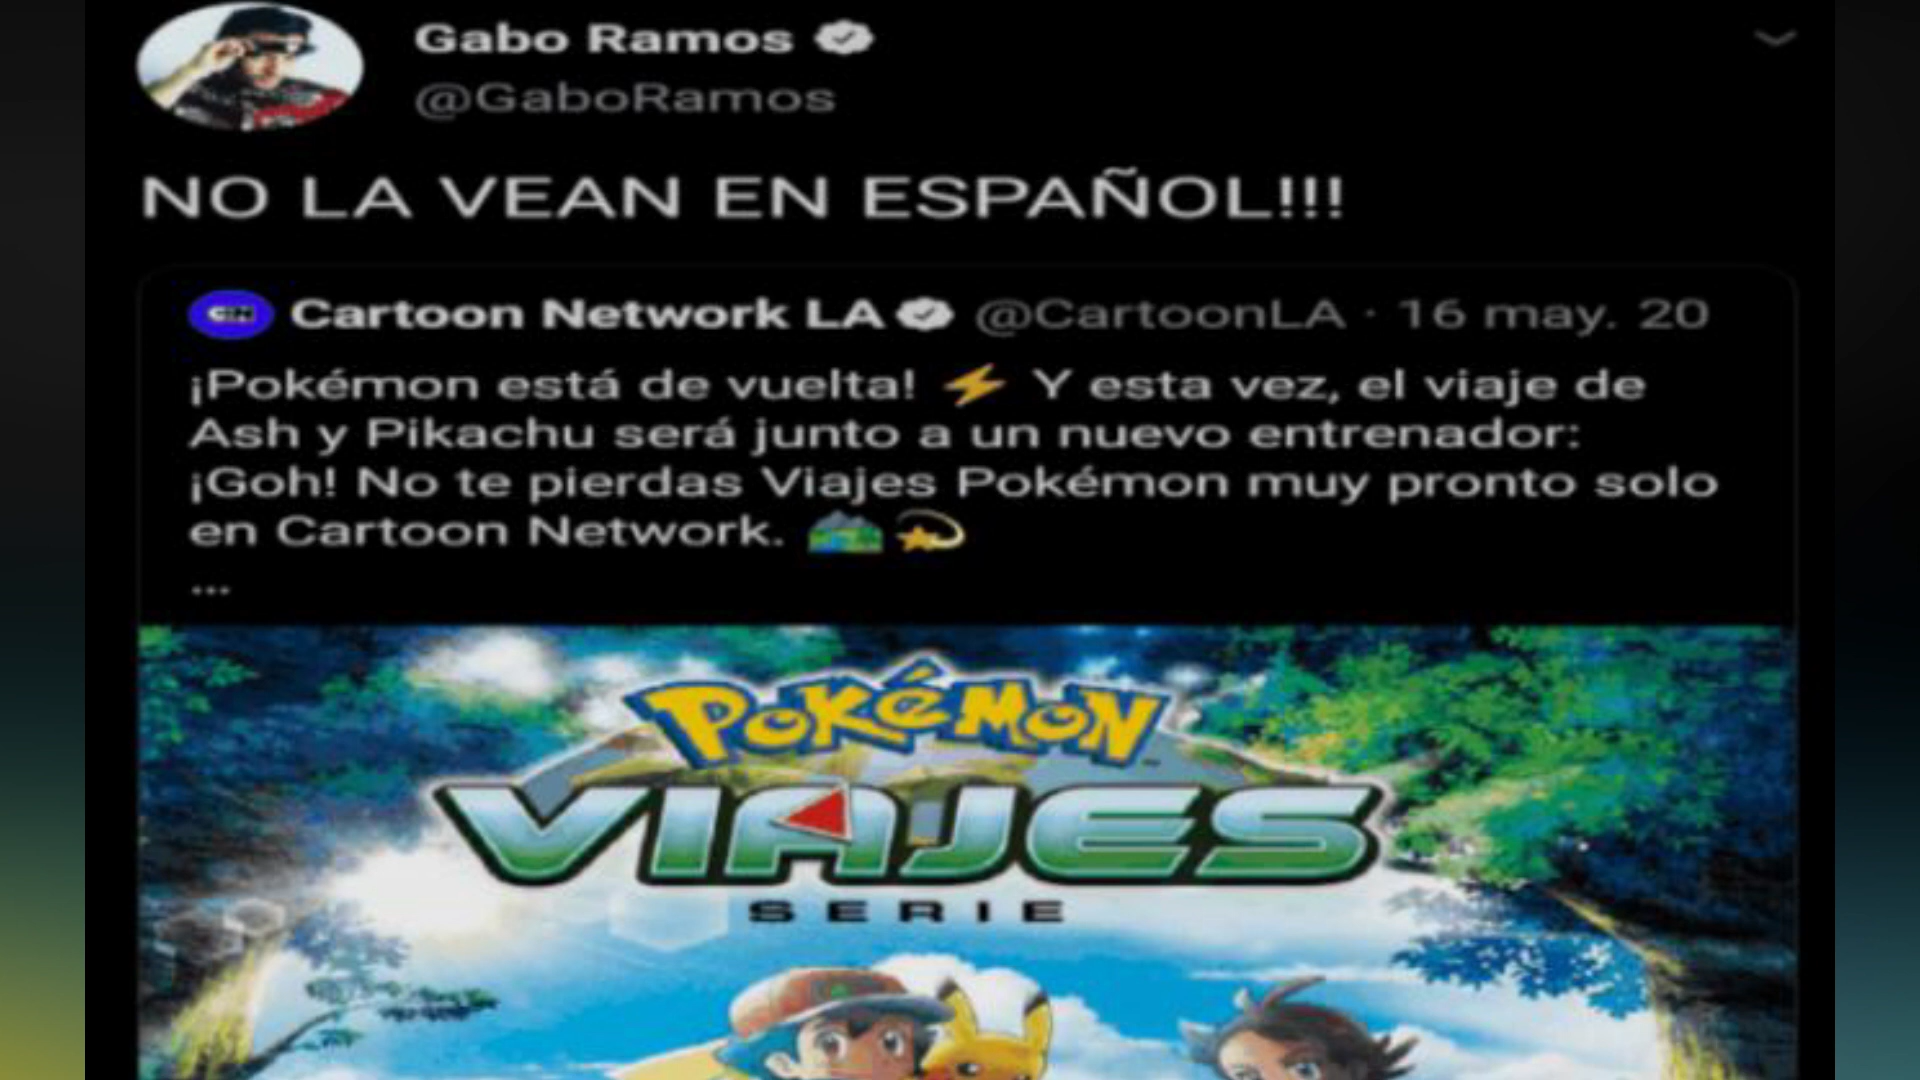 Gabo Ramos
@GaboRamos
NO LA VEAN EN ESPAÑOL!!!
CN Cartoon Network LA @CartoonLA · 16 may. 20
¡Pokémon está de vuelta! ⚡ Y esta vez, el viaje de
Ash y Pikachu será junto a un nuevo entrenador:
¡Goh! No te pierdas Viajes Pokémon muy pronto solo
en Cartoon Network. 🏞️💫
...
POKéMON
VIAJES
SERIE